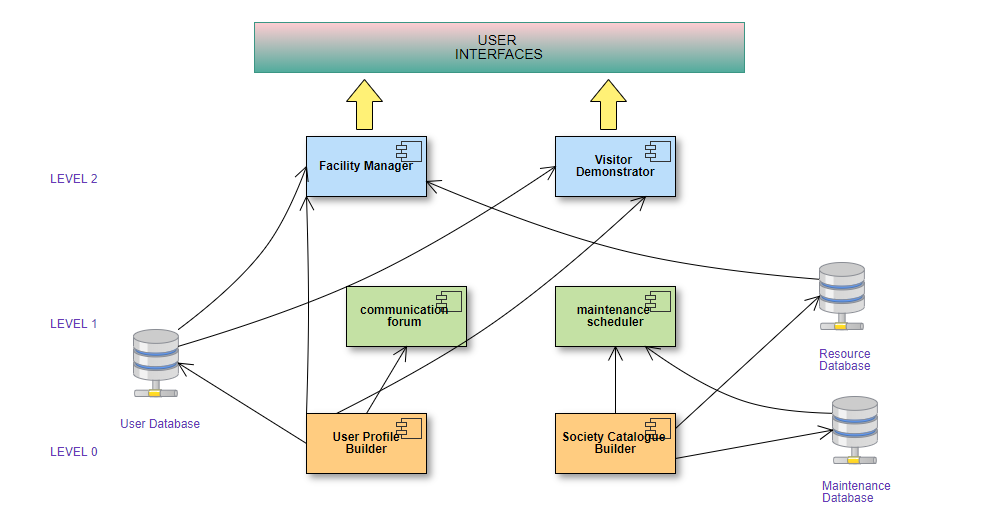 USER
INTERFACES
Facility Manager
Visitor
Demonstrator
LEVEL 2
communication
forum
maintenance
scheduler
LEVEL 1
Resource
Database
User Database
User Profile
Builder
Society Catalogue
Builder
LEVEL 0
Maintenance
Database